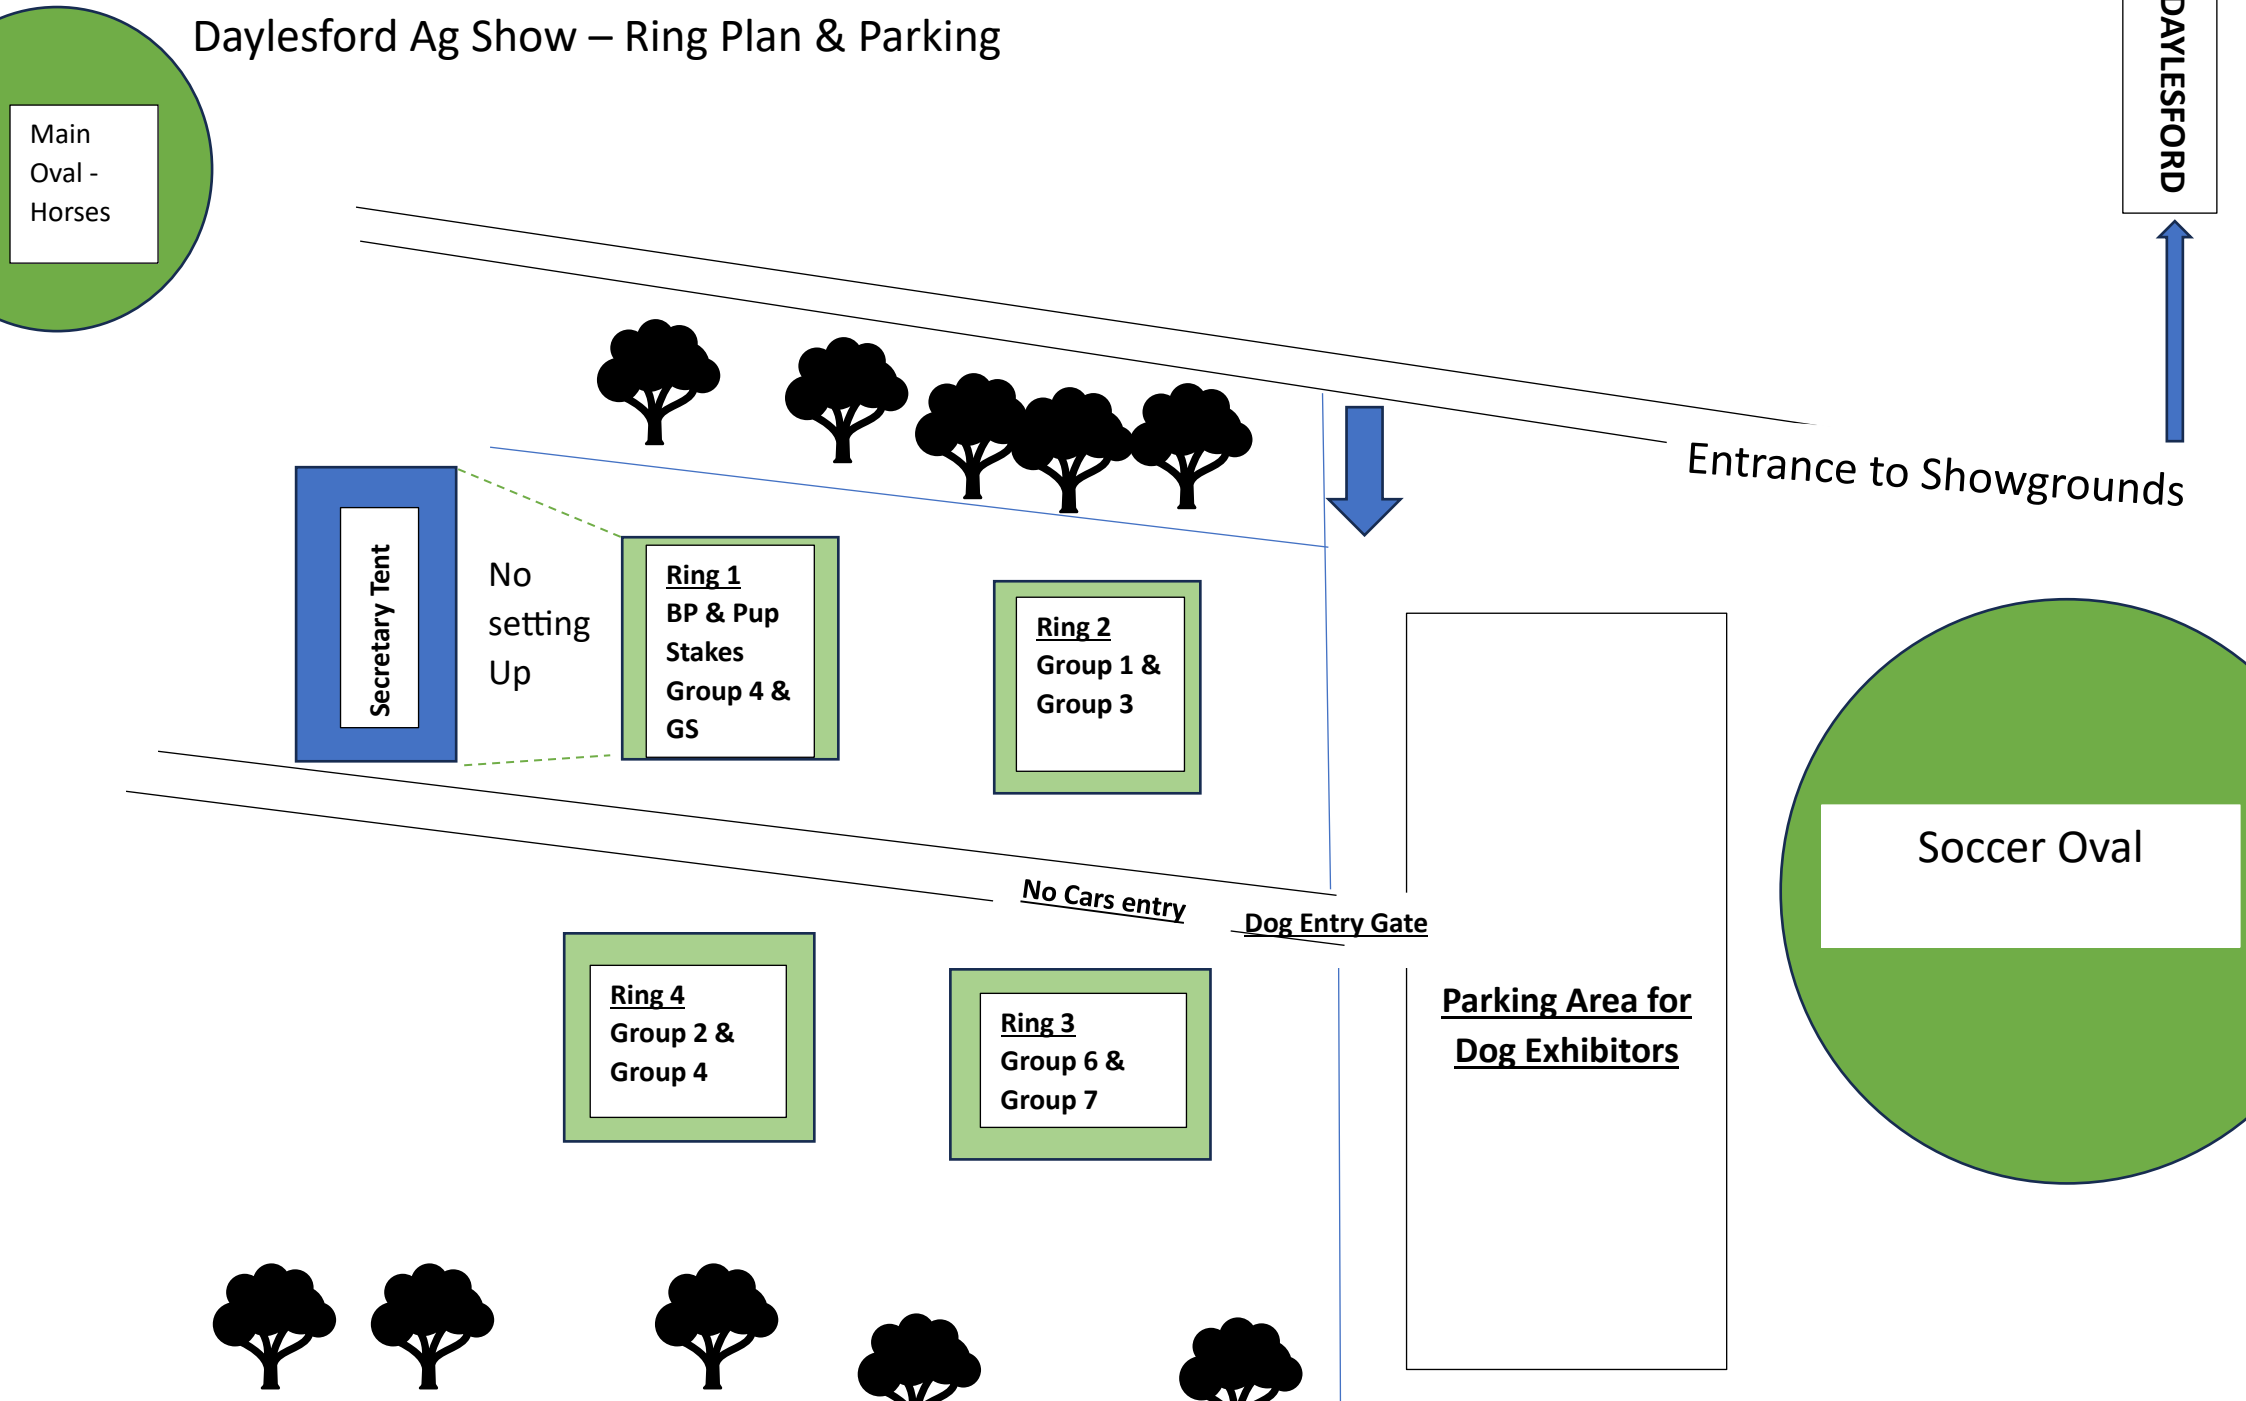 Daylesford Ag Show – Ring Plan & Parking
DAYLESFORD
Main
Oval -
Horses
Entrance to Showgrounds
Secretary Tent
No
setting
Up
Ring 1
BP & Pup
Stakes
Group 4 &
GS
Ring 2
Group 1 &
Group 3
Soccer Oval
No Cars entry
Dog Entry Gate
Ring 4
Group 2 &
Group 4
Ring 3
Group 6 &
Group 7
Parking Area for
Dog Exhibitors